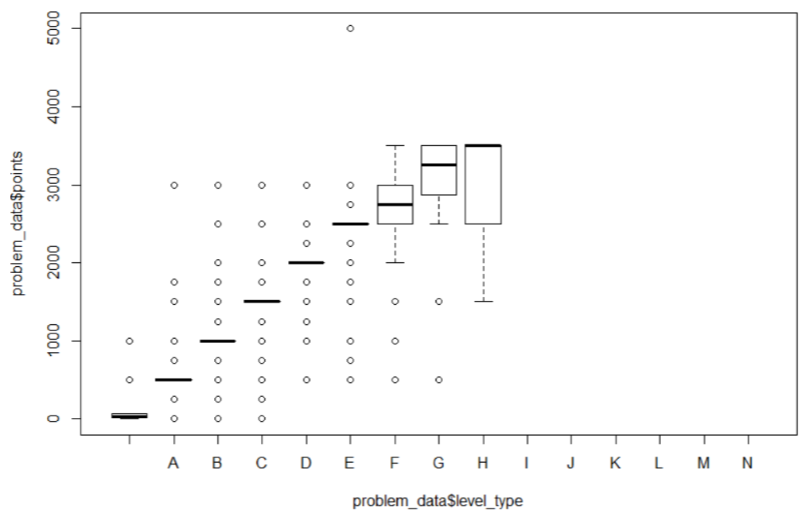 5000
4000
3000
2000
1000
0
problem_data$points
A B C D E F G H I J K L M N
problem_data$level_type